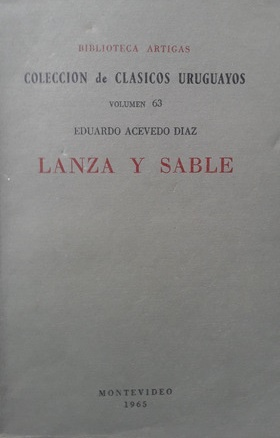 BIBLIOTECA ARTIGAS
COLECCION de CLASICOS URUGUAYOS
VOLUMEN 63
EDUARDO ACEVEDO DIAZ
LANZA Y SABLE
MONTEVIDEO
1965